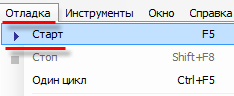 Отладка Инструменты Окно Справка
Старт F5
Стоп Shift+F8
Один цикл Ctrl+F5